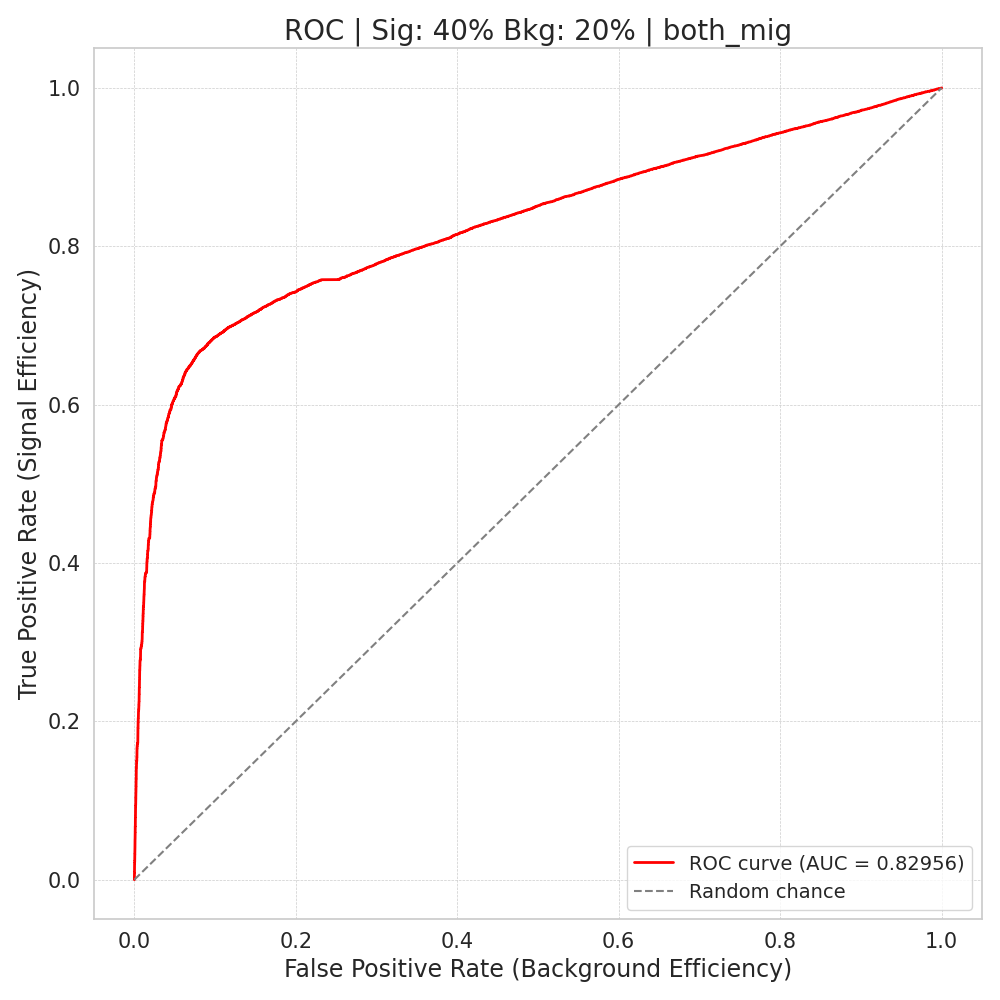 ROC | Sig: 40% Bkg: 20% | both_mig
True Positive Rate (Signal Efficiency)
1.0
0.8
0.6
0.4
0.2
0.0
ROC curve (AUC = 0.82956)
Random chance
0.0 0.2 0.4 0.6 0.8 1.0
False Positive Rate (Background Efficiency)